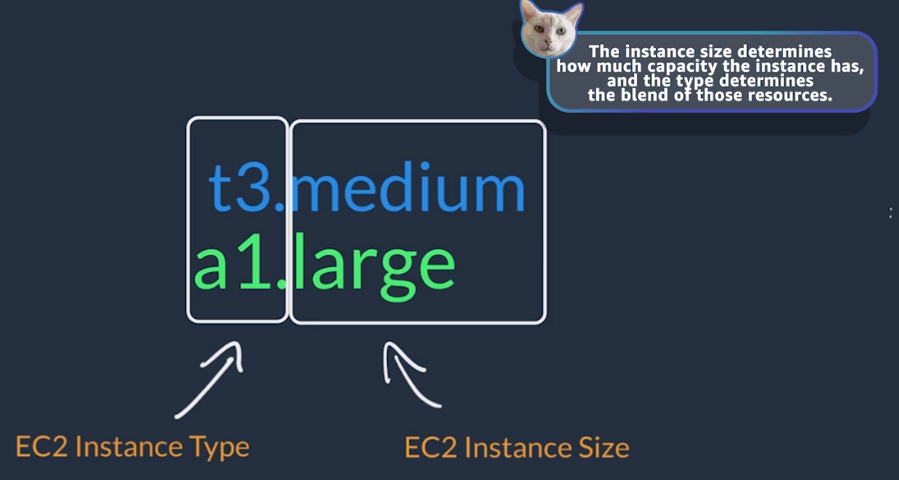 The instance size determines
how much capacity the instance has,
and the type determines
the blend of those resources.
t3.medium
a1.large
EC2 Instance Type
EC2 Instance Size